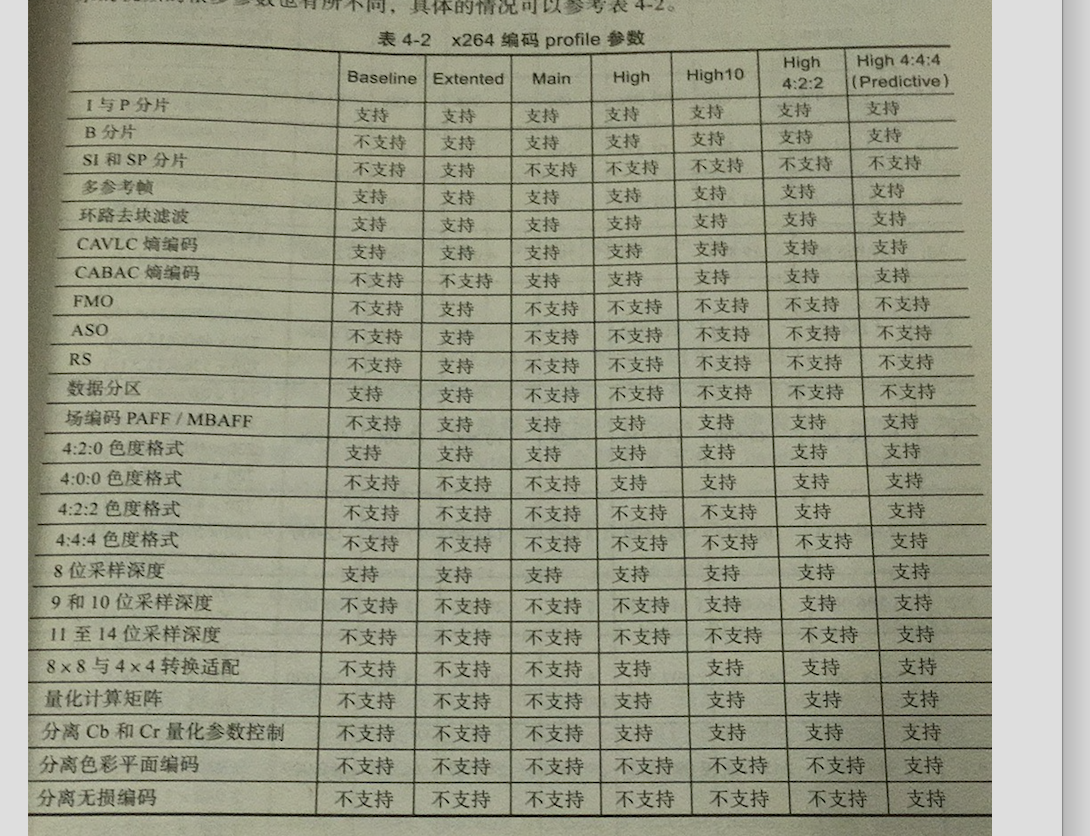 参数也有所不同，具体的情况可以参考表 4-2。
表 4-2 x264 编码 profile 参数
Baseline Extented Main High High10 High 4:2:2 High 4:4:4 (Predictive)
I 与 P 分片 支持 支持 支持 支持 支持 支持 支持
B 分片 不支持 支持 支持 支持 支持 支持 支持
SI 和 SP 分片 不支持 支持 不支持 不支持 不支持 不支持 不支持
多参考帧 支持 支持 支持 支持 支持 支持 支持
环路去块滤波 支持 支持 支持 支持 支持 支持 支持
CAVLC 熵编码 支持 支持 支持 支持 支持 支持 支持
CABAC 熵编码 不支持 不支持 支持 支持 支持 支持 支持
FMO 不支持 支持 不支持 不支持 不支持 不支持 不支持
ASO 不支持 支持 不支持 不支持 不支持 不支持 不支持
RS 不支持 支持 不支持 不支持 不支持 不支持 不支持
数据分区 支持 支持 不支持 不支持 不支持 不支持 不支持
场编码 PAFF / MBAFF 不支持 支持 支持 支持 支持 支持 支持
4:2:0 色度格式 支持 支持 支持 支持 支持 支持 支持
4:0:0 色度格式 不支持 不支持 不支持 支持 支持 支持 支持
4:2:2 色度格式 不支持 不支持 不支持 不支持 不支持 支持 支持
4:4:4 色度格式 不支持 不支持 不支持 不支持 不支持 不支持 支持
8 位采样深度 支持 支持 支持 支持 支持 支持 支持
9 和 10 位采样深度 不支持 不支持 不支持 不支持 支持 支持 支持
11 至 14 位采样深度 不支持 不支持 不支持 不支持 不支持 不支持 支持
8×8 与 4×4 转换适配 不支持 不支持 不支持 支持 支持 支持 支持
量化计算矩阵 不支持 不支持 不支持 支持 支持 支持 支持
分离 Cb 和 Cr 量化参数控制 不支持 不支持 不支持 支持 支持 支持 支持
分离色彩平面编码 不支持 不支持 不支持 不支持 不支持 不支持 支持
分离无损编码 不支持 不支持 不支持 不支持 不支持 不支持 支持